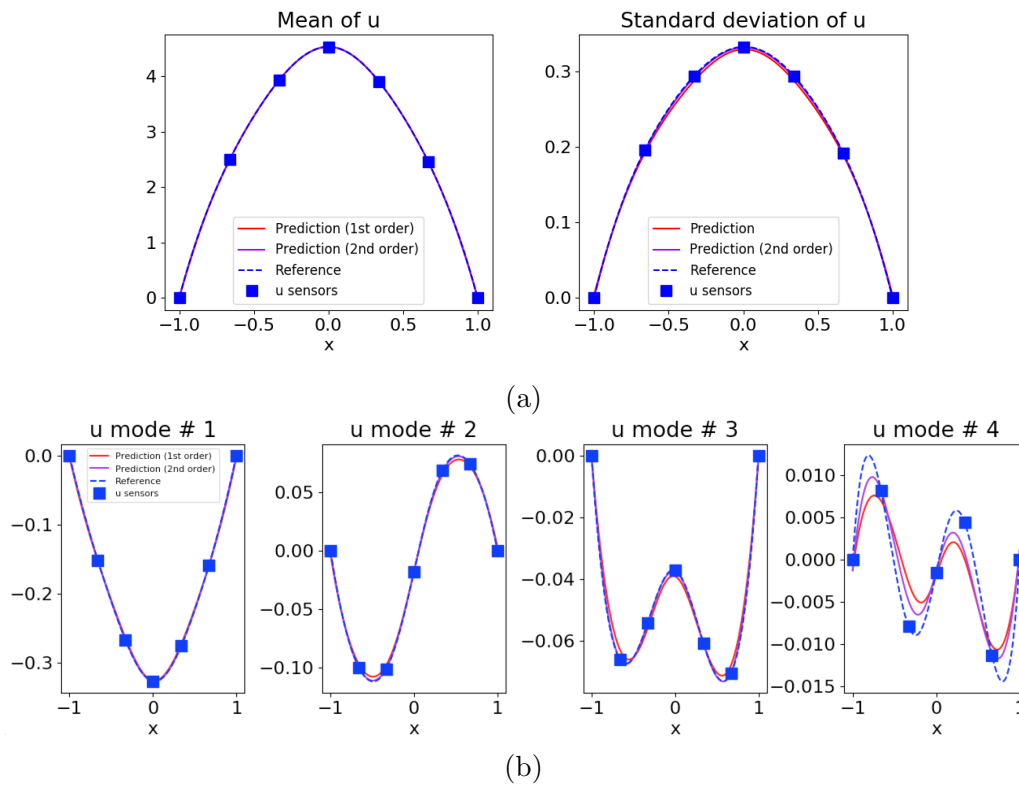 Mean of u
Standard deviation of u
4
3
2
1
0
0.3
0.2
0.1
0.0
Prediction (1st order)
Prediction (2nd order)
Reference
u sensors
Prediction
Prediction (2nd order)
Reference
u sensors
−1.0 −0.5 0.0 0.5 1.0
−1.0 −0.5 0.0 0.5 1.0
x
x
(a)
u mode # 1
u mode # 2
u mode # 3
u mode # 4
0.0
−0.1
−0.2
−0.3
Prediction (1st order)
Prediction (2nd order)
Reference
u sensors
0.05
0.00
−0.05
−0.10
0.00
−0.02
−0.04
−0.06
0.010
0.005
0.000
−0.005
−0.010
−0.015
−1 0 1
−1 0 1
−1 0 1
−1 0 1
x
x
x
x
(b)